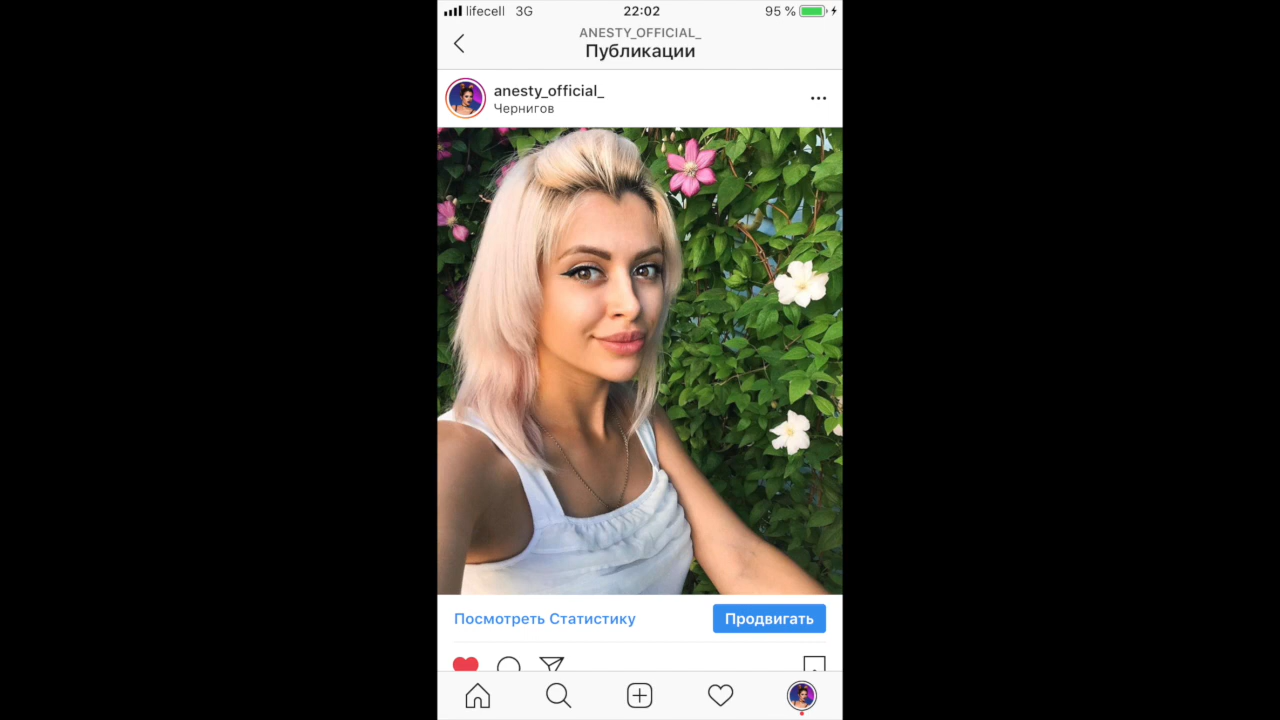 lifecell 3G 22:02 95 %
ANESTY_OFFICIAL_
Публикации
anesty_official_
Чернигов
Посмотреть Статистику Продвигать